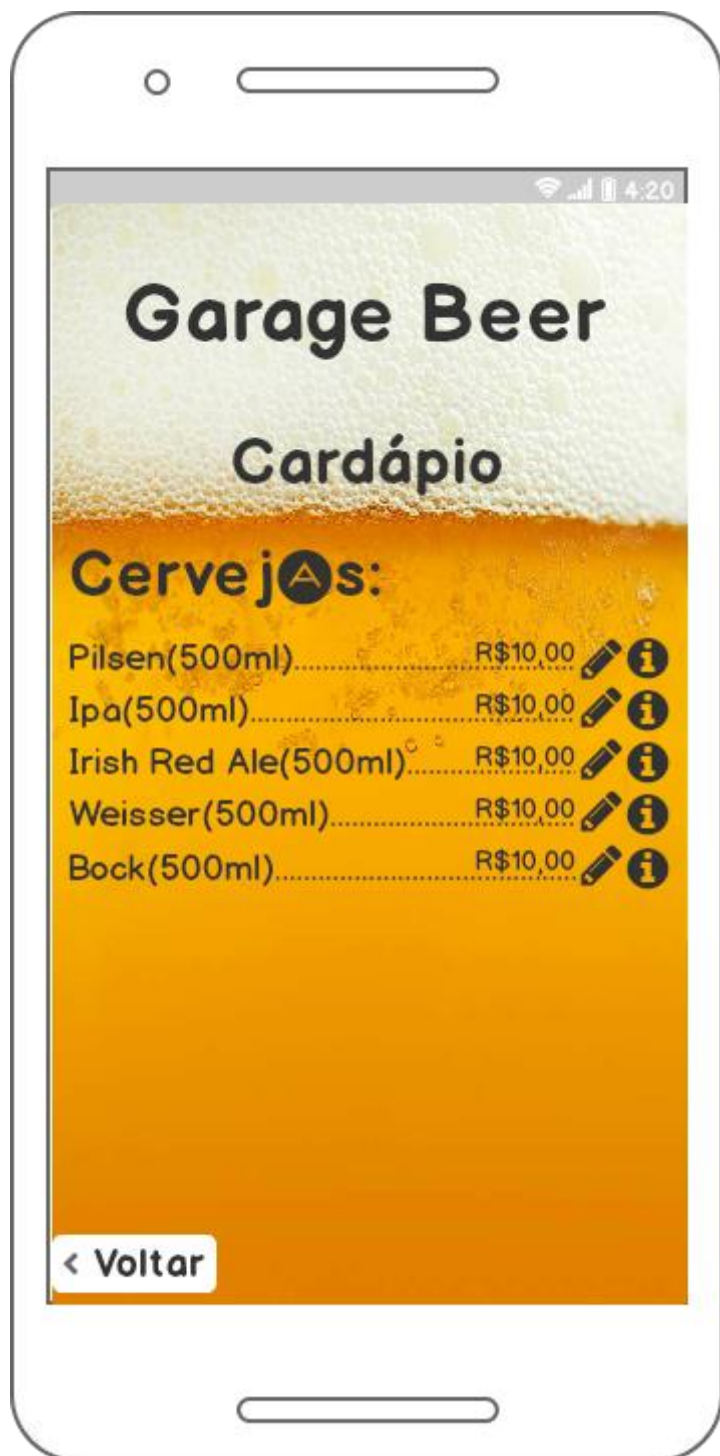 4:20
Garage Beer
Cardápio
Cervejas:
Pilsen(500ml)..............................R$10,00
Ipa(500ml)..............................R$10,00
Irish Red Ale(500ml)..............................R$10,00
Weisser(500ml)..............................R$10,00
Bock(500ml)..............................R$10,00
< Voltar